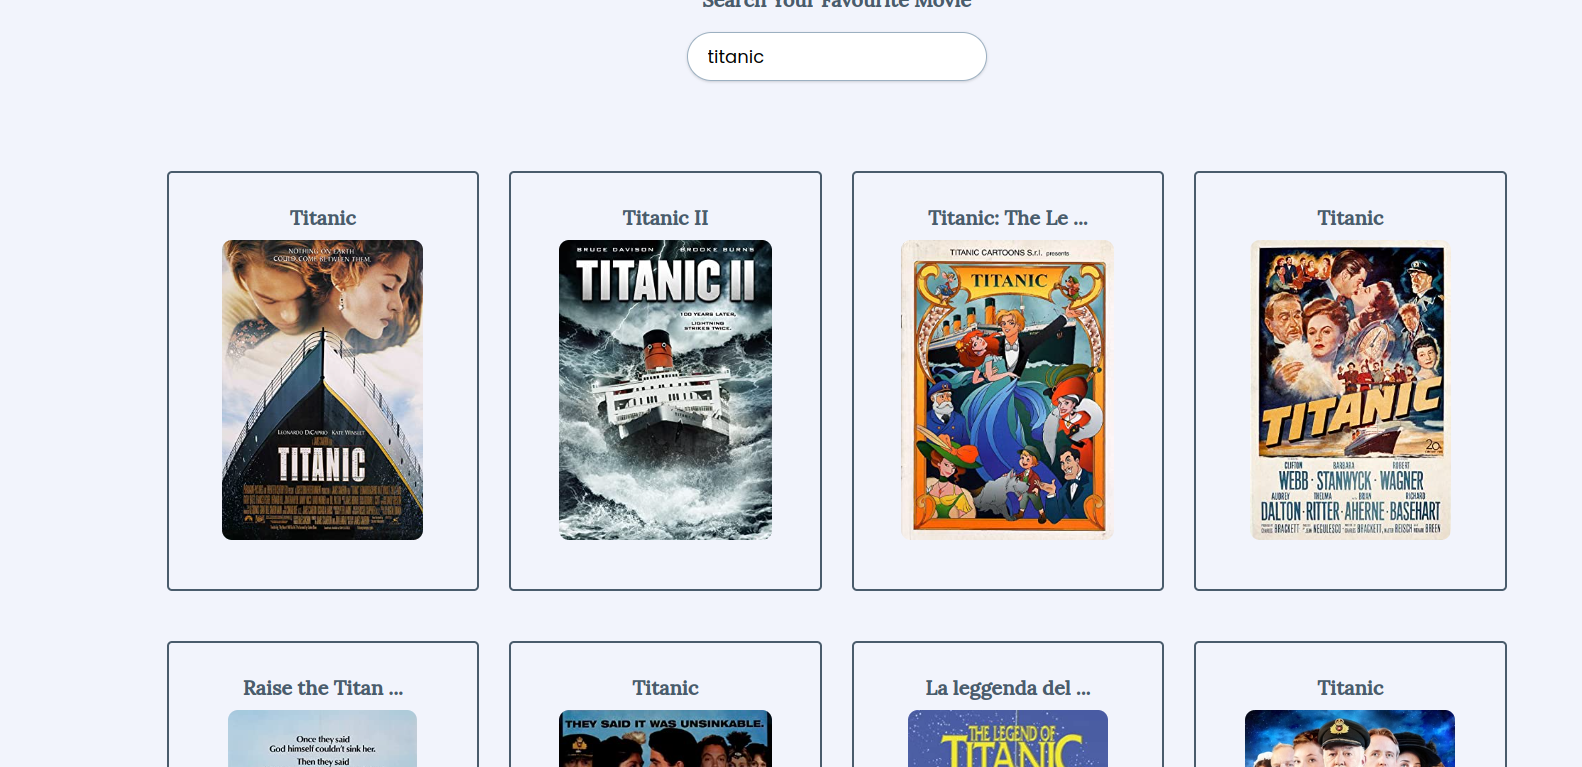 Search Your Favourite Movie
titanic
Titanic
NOTHING ON EARTH
COULD COME BETWEEN THEM.
LEONARDO DiCAPRIO KATE WINSLET
TITANIC
Titanic II
BRUCE DAVISON BROOKE BURNS
TITANIC II
100 YEARS LATER,
LIGHTNING
STRIKES TWICE.
Titanic: The Le ...
TITANIC CARTOONS S.r.l. presents
TITANIC
Titanic
TITANIC
20
CLIFTON BARBARA ROBERT
WEBB · STANWYCK · WAGNER
AUDREY THELMA BRIAN RICHARD
DALTON · RITTER · AHERNE · BASEHART
Raise the Titan ...
Once they said
God himself couldn't sink her.
Then they said
Titanic
THEY SAID IT WAS UNSINKABLE.
La leggenda del ...
THE LEGEND OF
TITANIC
Titanic